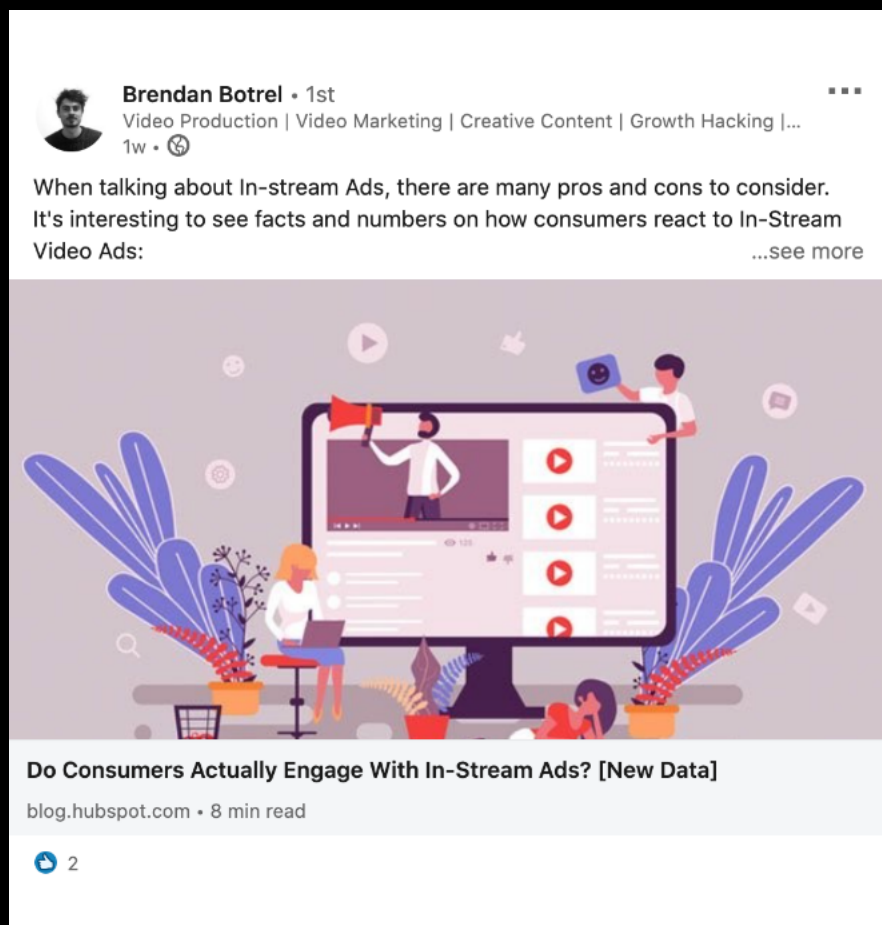 Brendan Botrel • 1st
Video Production | Video Marketing | Creative Content | Growth Hacking |...
1w •
When talking about In-stream Ads, there are many pros and cons to consider.
It's interesting to see facts and numbers on how consumers react to In-Stream
Video Ads:
...see more
125
Do Consumers Actually Engage With In-Stream Ads? [New Data]
blog.hubspot.com • 8 min read
2